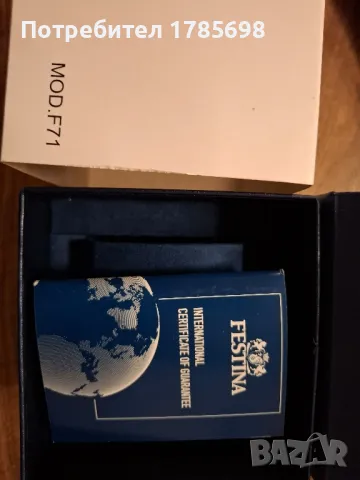 Потребител 1785698
MOD.F71
FESTINA
INTERNATIONAL
CERTIFICATE OF GUARANTEE
BAZAR